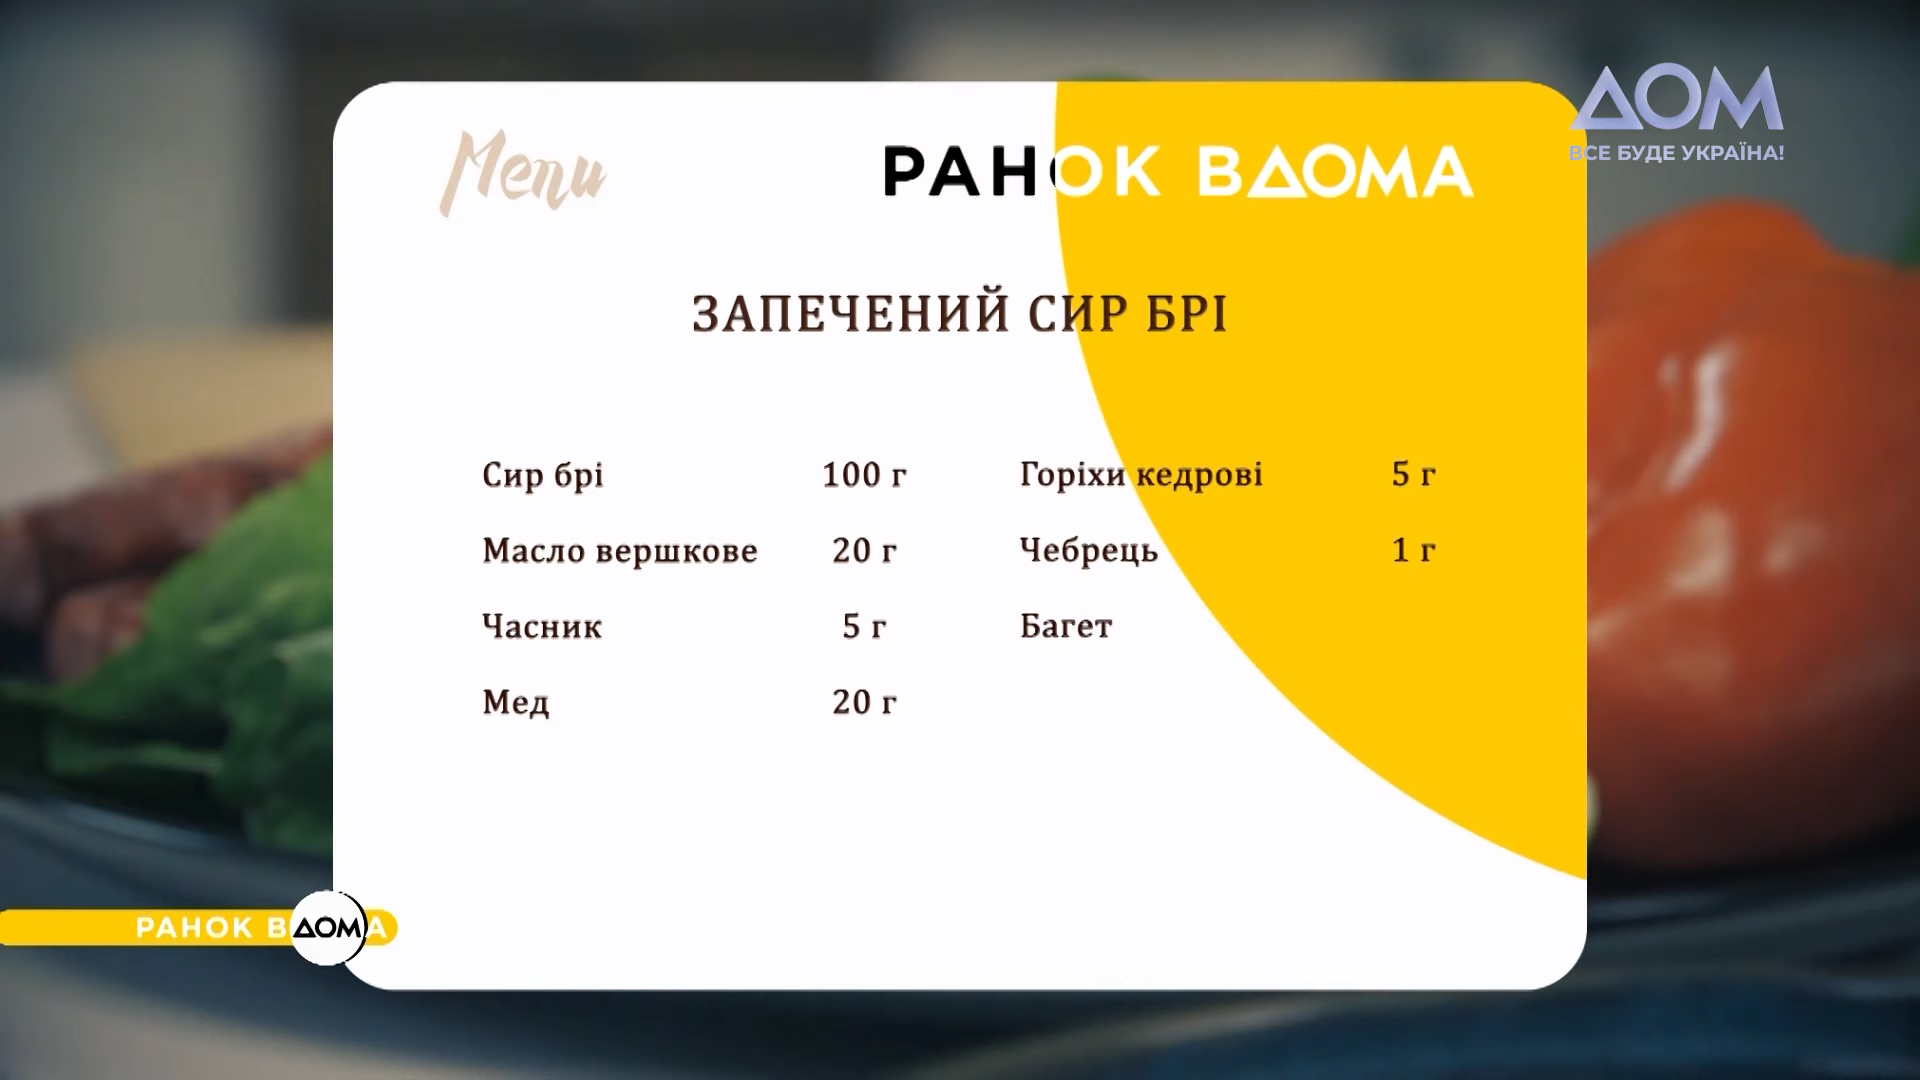 Menu
РАНОК ВДОМА
ДОМ
ВСЕ БУДЕ УКРАЇНА!
ЗАПЕЧЕНИЙ СИР БРІ
Сир брі 100 г
Масло вершкове 20 г
Часник 5 г
Мед 20 г
Горіхи кедрові 5 г
Чебрець 1 г
Багет
РАНОК ВДОМА